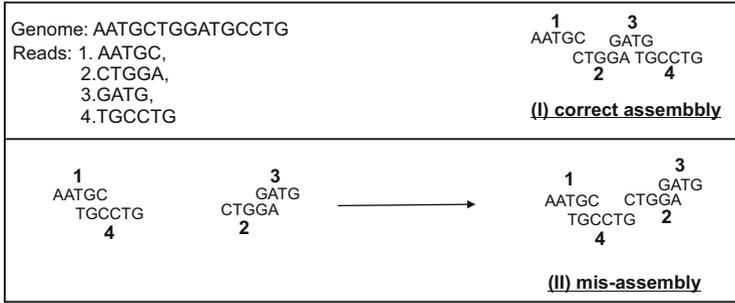 Genome: AATGCTGGATGCCTG
Reads: 1. AATGC,
2.CTGGA,
3.GATG,
4.TGCCTG
1 3
AATGC GATG
CTGGA TGCCTG
2 4
(I) correct assembbly
1
AATGC
TGCCTG
4
3
GATG
CTGGA
2
3
GATG
1
AATGC CTGGA
TGCCTG 2
4
(II) mis-assembly